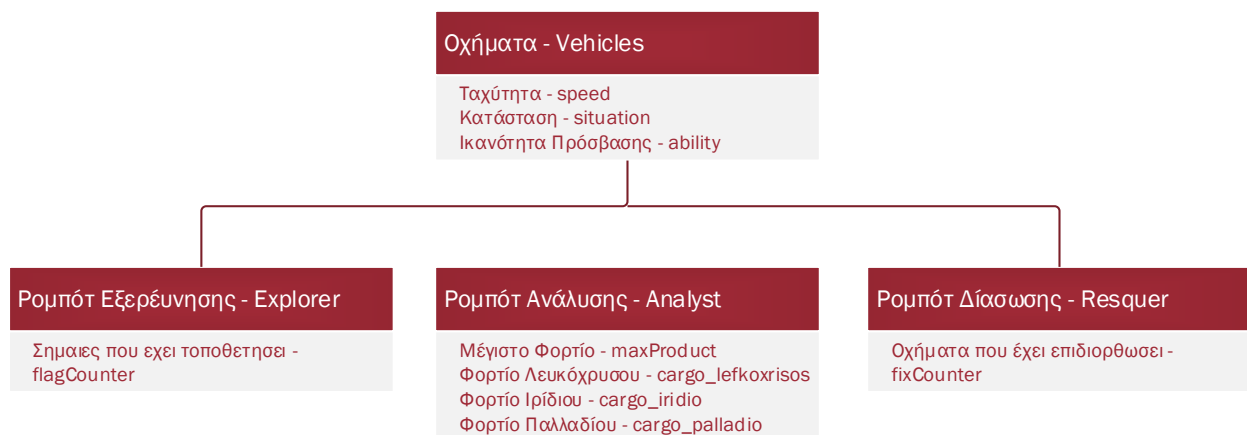 Οχήματα - Vehicles
Ταχύτητα - speed
Κατάσταση - situation
Ικανότητα Πρόσβασης - ability
Ρομπότ Εξερέυνησης - Explorer
Σημαιες που εχει τοποθετησει -
flagCounter
Ρομπότ Ανάλυσης - Analyst
Μέγιστο Φορτίο - maxProduct
Φορτίο Λευκόχρυσου - cargo_lefkoxrisos
Φορτίο Ιρίδιου - cargo_iridio
Φορτίο Παλλαδίου - cargo_palladio
Ρομπότ Δίασωσης - Resquer
Οχήματα που έχει επιδιορθωσει -
fixCounter